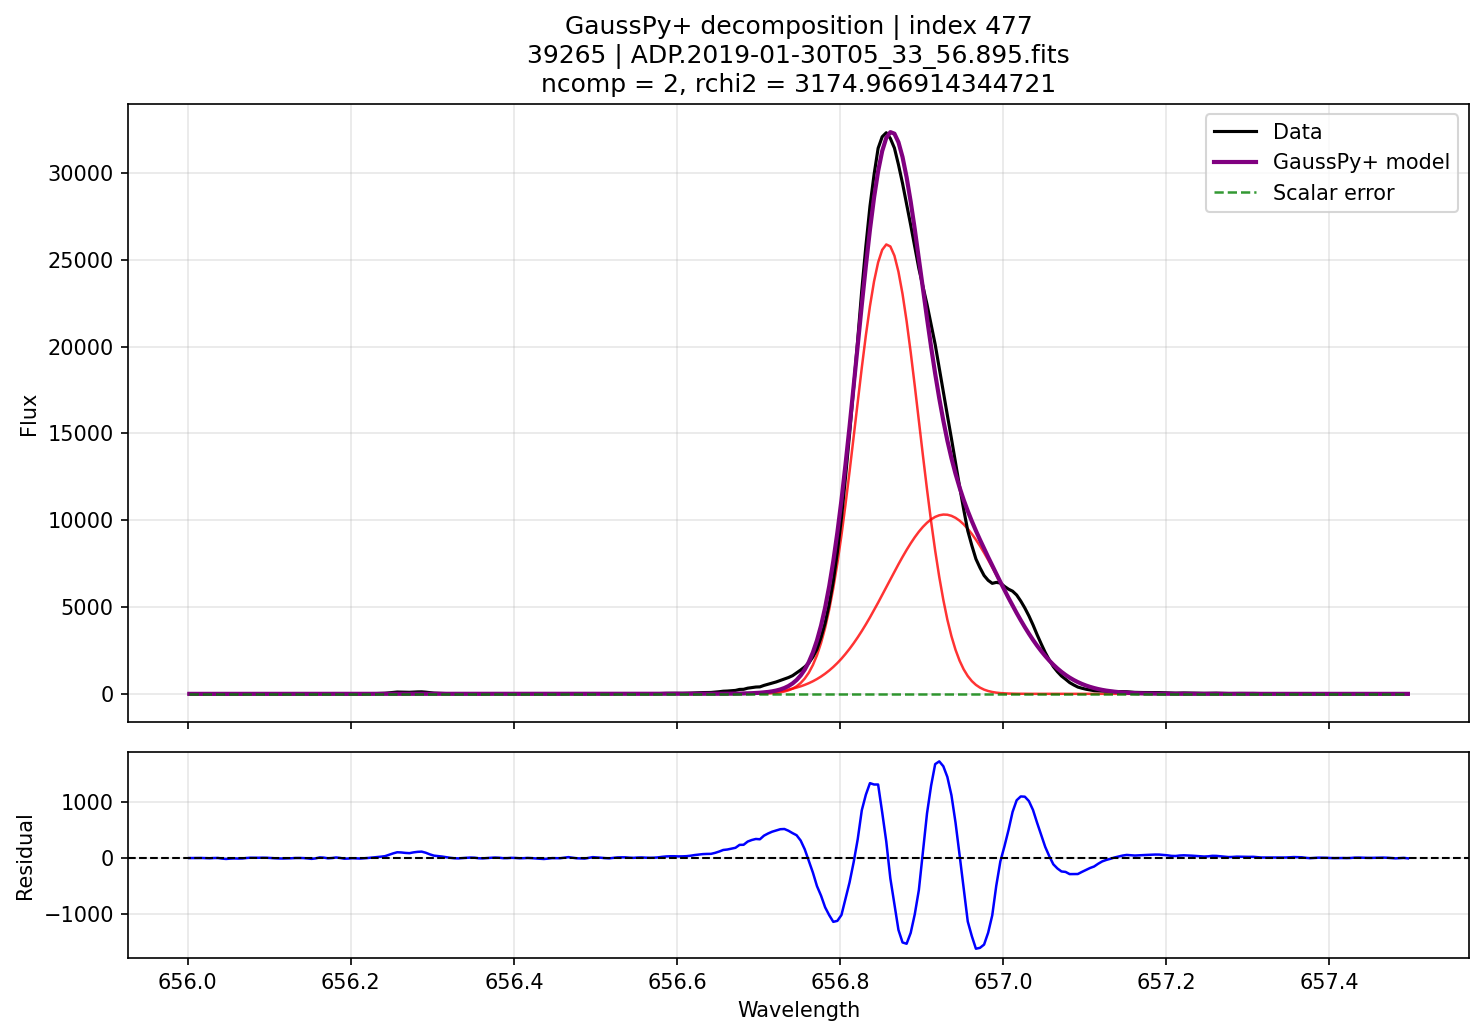 GaussPy+ decomposition | index 477
39265 | ADP.2019-01-30T05_33_56.895.fits
ncomp = 2, rchi2 = 3174.966914344721
Data
GaussPy+ model
Scalar error
Flux
30000
25000
20000
15000
10000
5000
0
Residual
1000
0
−1000
656.0
656.2
656.4
656.6
656.8
657.0
657.2
657.4
Wavelength